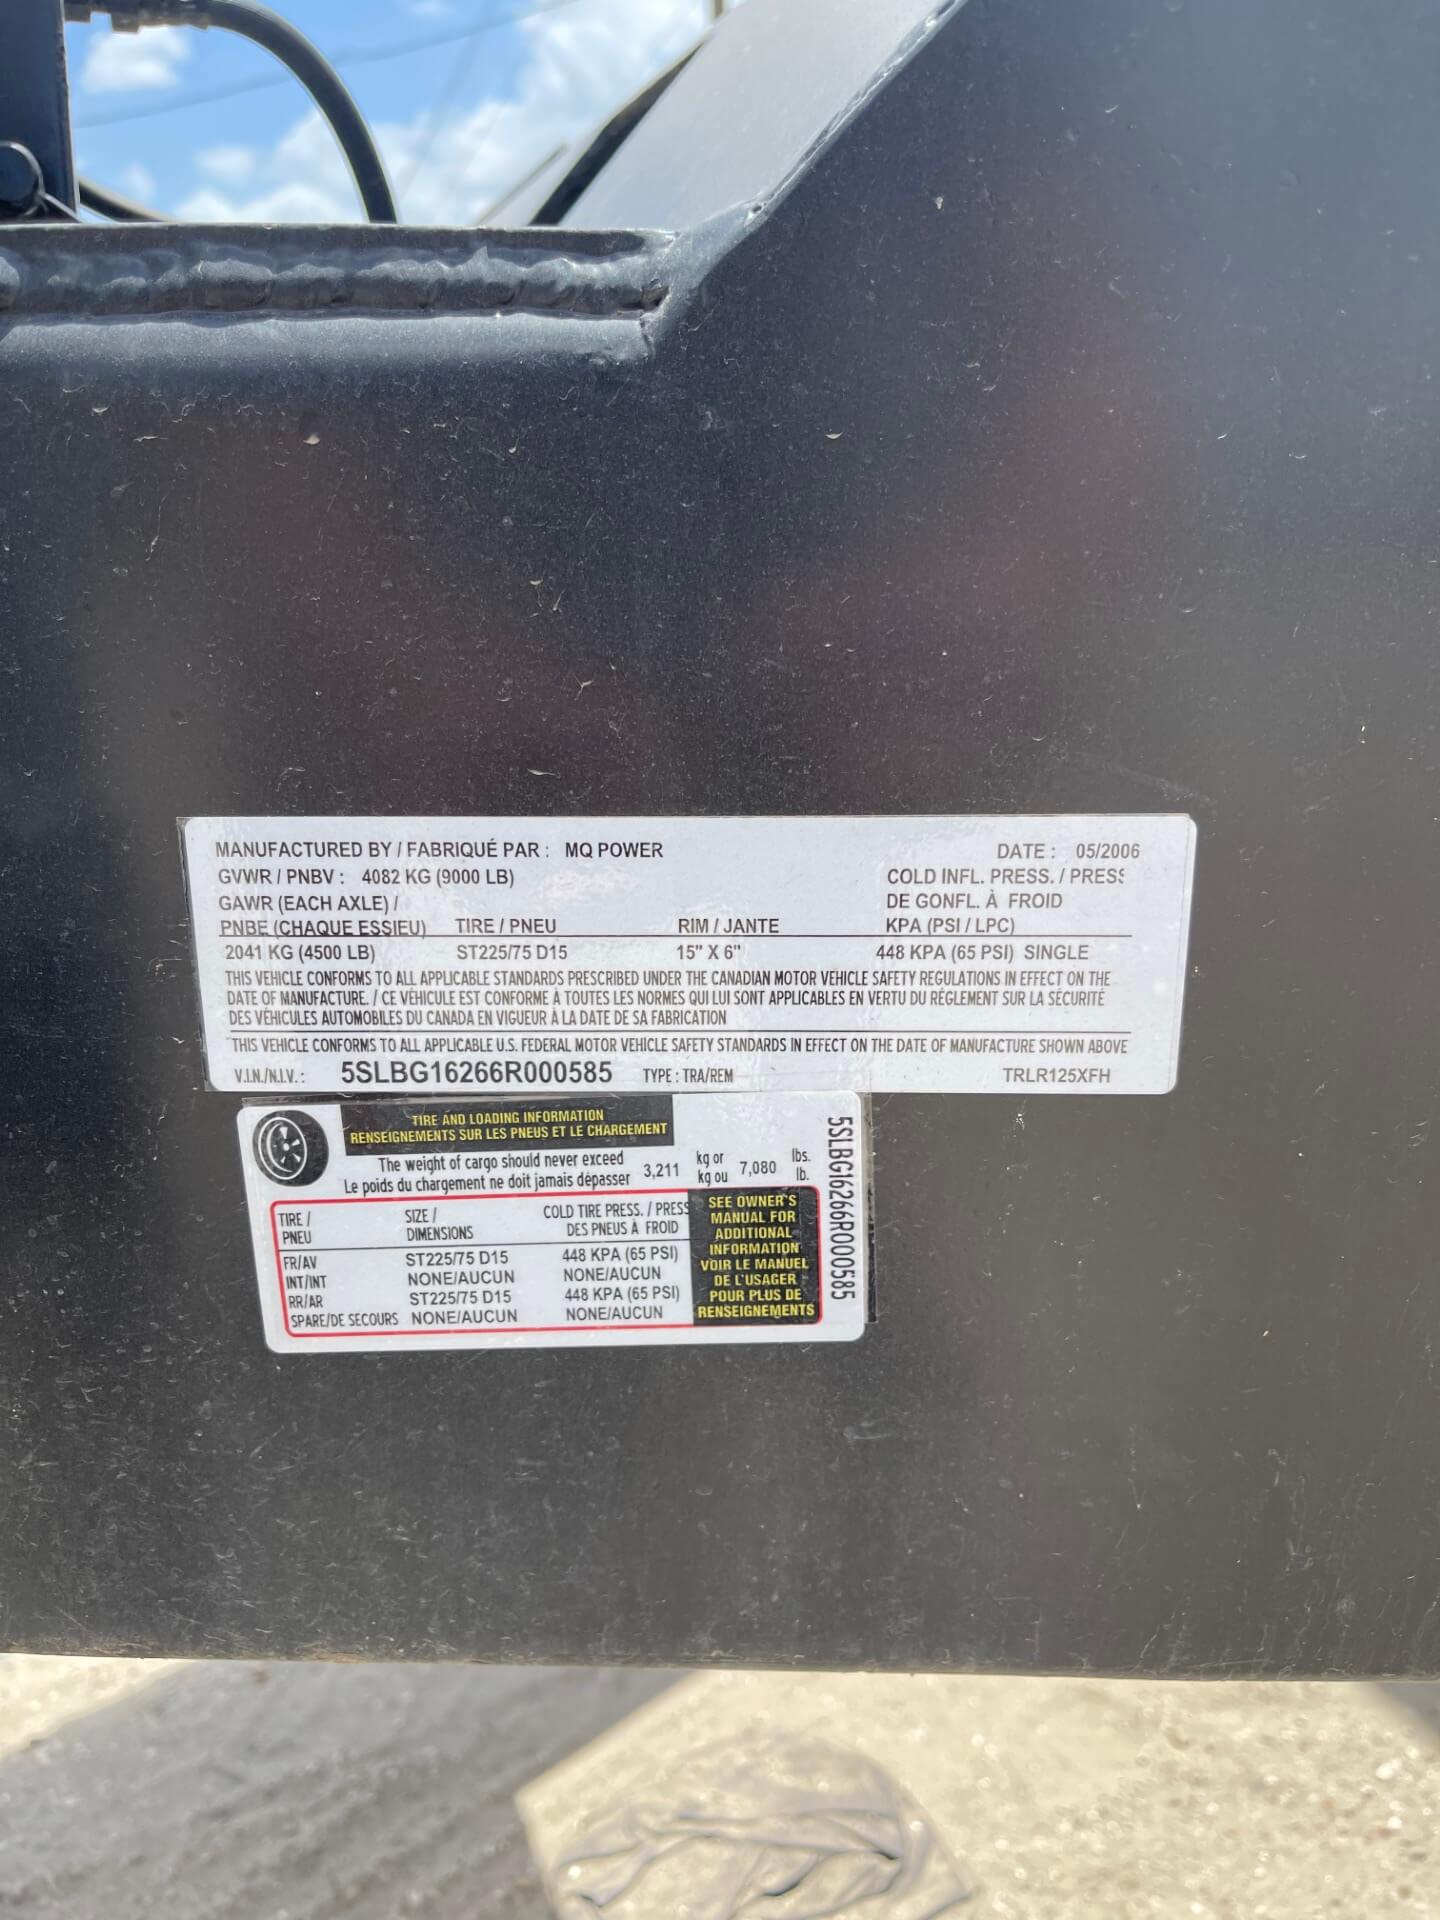 MANUFACTURED BY / FABRIQUÉ PAR : MQ POWER DATE : 05/2006
GVWR / PNBV : 4082 KG (9000 LB) COLD INFL. PRESS. / PRESS
GAWR (EACH AXLE) / DE GONFL. À FROID
PNBE (CHAQUE ESSIEU) TIRE / PNEU RIM / JANTE KPA (PSI / LPC)
2041 KG (4500 LB) ST225/75 D15 15" X 6" 448 KPA (65 PSI) SINGLE
THIS VEHICLE CONFORMS TO ALL APPLICABLE STANDARDS PRESCRIBED UNDER THE CANADIAN MOTOR VEHICLE SAFETY REGULATIONS IN EFFECT ON THE
DATE OF MANUFACTURE. / CE VÉHICULE EST CONFORME À TOUTES LES NORMES QUI LUI SONT APPLICABLES EN VERTU DU RÉGLEMENT SUR LA SÉCURITÉ
DES VÉHICULES AUTOMOBILES DU CANADA EN VIGUEUR À LA DATE DE SA FABRICATION
THIS VEHICLE CONFORMS TO ALL APPLICABLE U.S. FEDERAL MOTOR VEHICLE SAFETY STANDARDS IN EFFECT ON THE DATE OF MANUFACTURE SHOWN ABOVE
V.I.N./N.I.V.: 5SLBG16266R000585 TYPE : TRA/REM TRLR125XFH
TIRE AND LOADING INFORMATION
RENSEIGNEMENTS SUR LES PNEUS ET LE CHARGEMENT
The weight of cargo should never exceed 3,211 kg or 7,080 lbs.
Le poids du chargement ne doit jamais dépasser kg ou lb.
TIRE / SIZE / COLD TIRE PRESS. / PRESS
PNEU DIMENSIONS DES PNEUS À FROID
FR/AV ST225/75 D15 448 KPA (65 PSI)
INT/INT NONE/AUCUN NONE/AUCUN
RR/AR ST225/75 D15 448 KPA (65 PSI)
SPARE/DE SECOURS NONE/AUCUN NONE/AUCUN
SEE OWNER'S
MANUAL FOR
ADDITIONAL
INFORMATION
VOIR LE MANUEL
DE L'USAGER
POUR PLUS DE
RENSEIGNEMENTS
5SLBG16266R000585